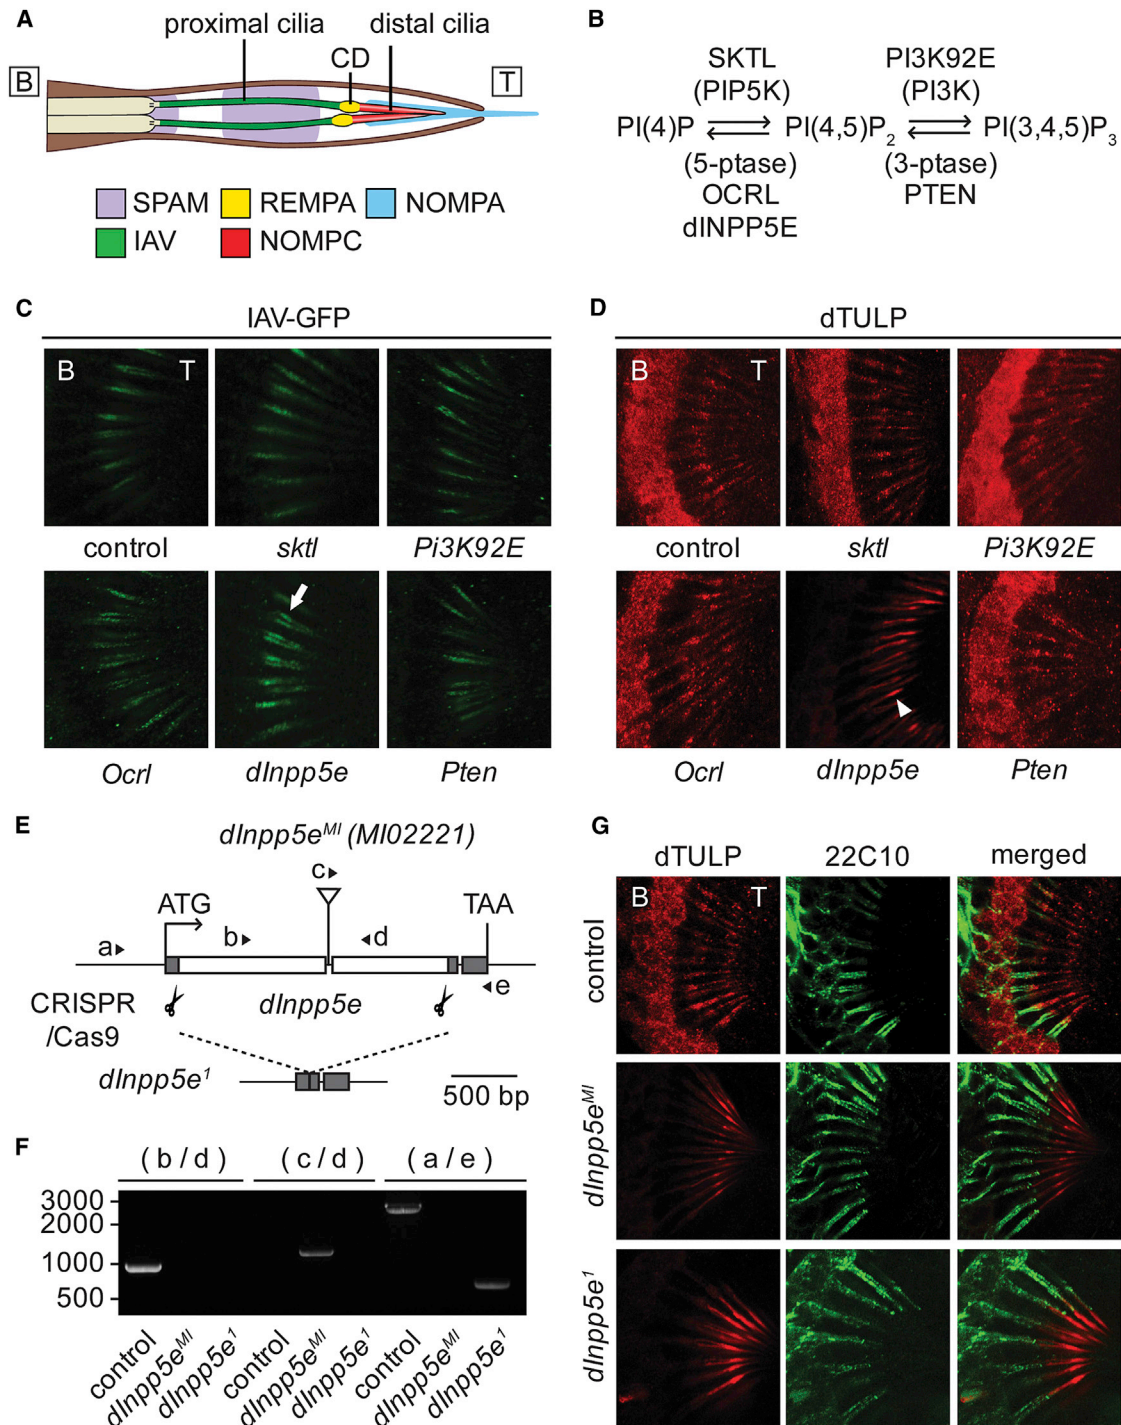 A
proximal cilia
distal cilia
CD
B
T
SPAM
REMPA
NOMPA
IAV
NOMPC
B
SKTL
PI3K92E
(PIP5K)
(PI3K)
PI(4)P
PI(4,5)P2
PI(3,4,5)P3
(5-ptase)
(3-ptase)
OCRL
PTEN
dINPP5E
C
IAV-GFP
B
T
control
sktl
Pi3K92E
Ocrl
dInpp5e
Pten
D
dTULP
B
T
control
sktl
Pi3K92E
Ocrl
dInpp5e
Pten
E
dInpp5e^MI (MI02221)
c
ATG
TAA
a
b
d
e
CRISPR
/Cas9
dInpp5e
dInpp5e^1
500 bp
F
( b / d )
( c / d )
( a / e )
3000
2000
1000
500
control
dInpp5e^MI
dInpp5e^1
control
dInpp5e^MI
dInpp5e^1
control
dInpp5e^MI
dInpp5e^1
G
dTULP
22C10
merged
B
T
control
dInpp5e^MI
dInpp5e^1